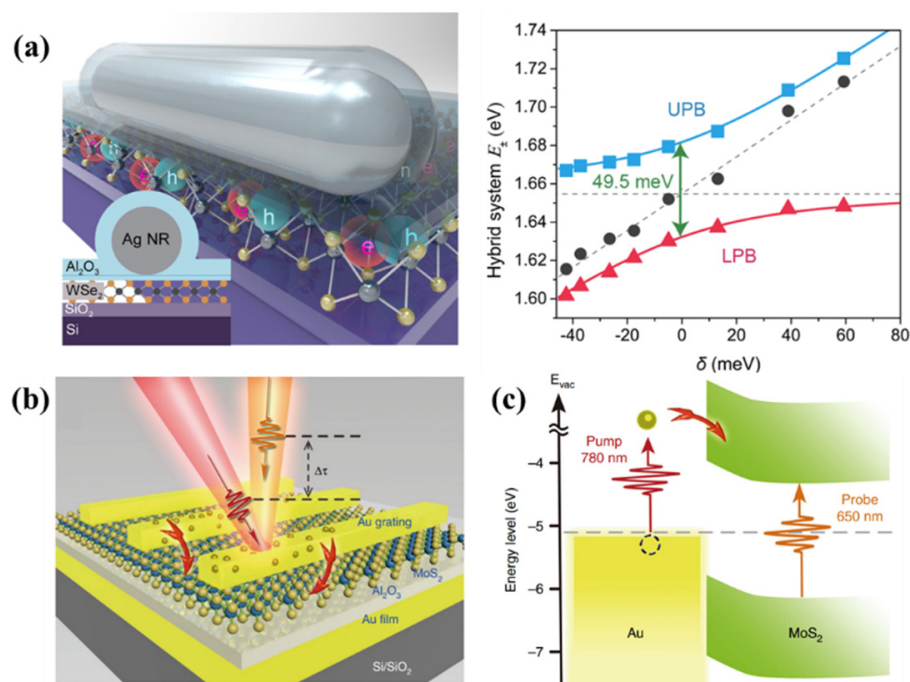 (a)
n
e
e
h
e
h
h
e
h
e
Ag NR
Al₂O₃
WSe₂
SiO₂
Si
Hybrid system E± (eV)
1.74
1.72
1.70
1.68
1.66
1.64
1.62
1.60
UPB
49.5 meV
LPB
-40
-20
0
20
40
60
80
δ (meV)
(b)
Δτ
Au grating
MoS₂
Al₂O₃
Au film
Si/SiO₂
(c)
Evac
Energy level (eV)
-4
-5
-6
-7
Pump
780 nm
Probe
650 nm
Au
MoS₂